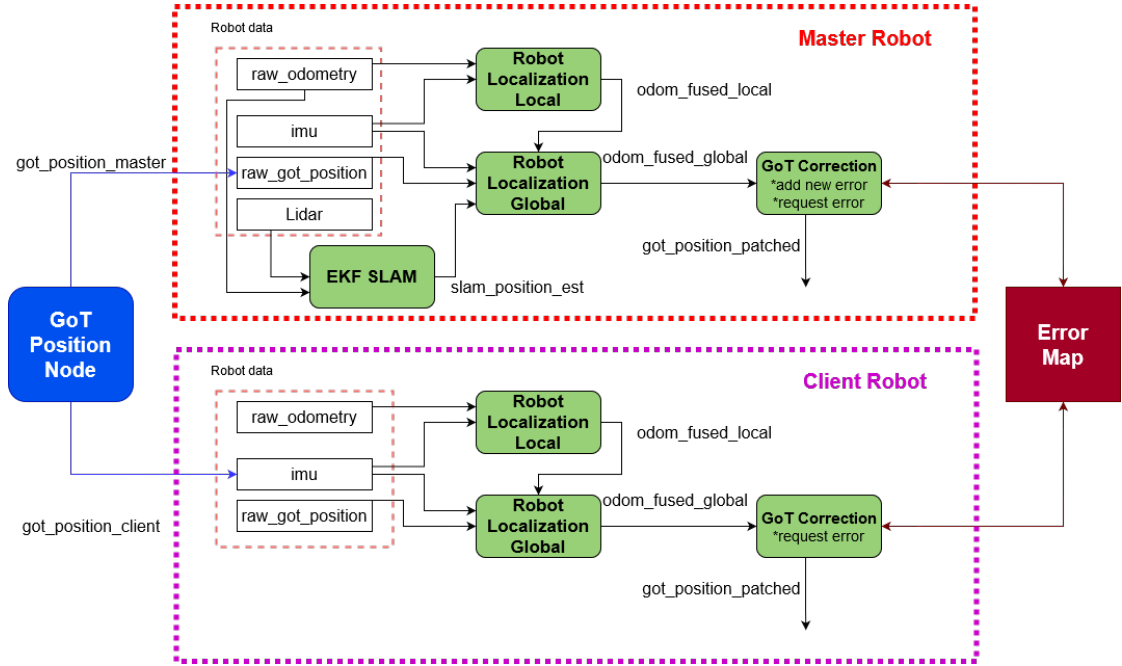 Robot data
Master Robot
raw_odometry
imu
raw_got_position
Lidar
Robot
Localization
Local
odom_fused_local
got_position_master
Robot
Localization
Global
odom_fused_global
GoT Correction
*add new error
*request error
got_position_patched
EKF SLAM
slam_position_est
GoT
Position
Node
Error
Map
Robot data
Client Robot
raw_odometry
imu
raw_got_position
Robot
Localization
Local
odom_fused_local
got_position_client
Robot
Localization
Global
odom_fused_global
GoT Correction
*request error
got_position_patched